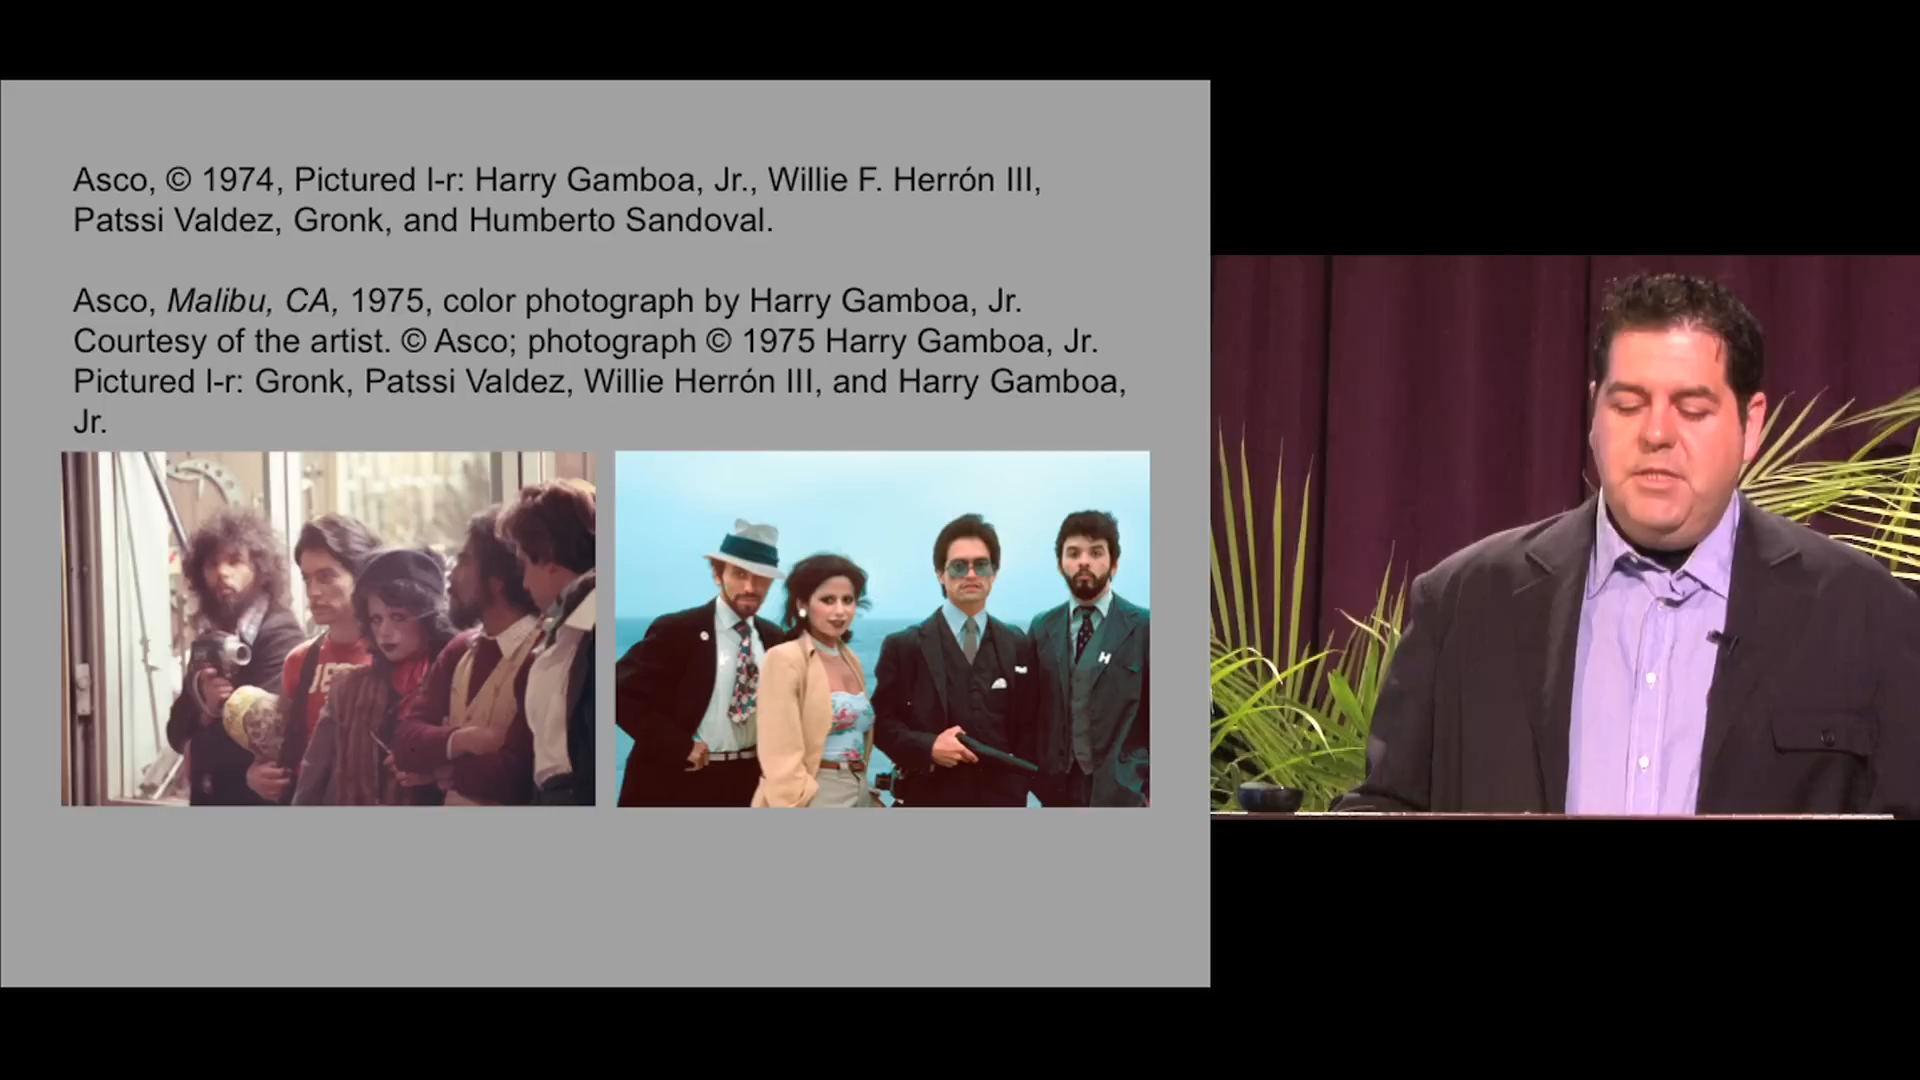 Asco, © 1974, Pictured l-r: Harry Gamboa, Jr., Willie F. Herrón III,
Patssi Valdez, Gronk, and Humberto Sandoval.
Asco, Malibu, CA, 1975, color photograph by Harry Gamboa, Jr.
Courtesy of the artist. © Asco; photograph © 1975 Harry Gamboa, Jr.
Pictured l-r: Gronk, Patssi Valdez, Willie Herrón III, and Harry Gamboa,
Jr.
H